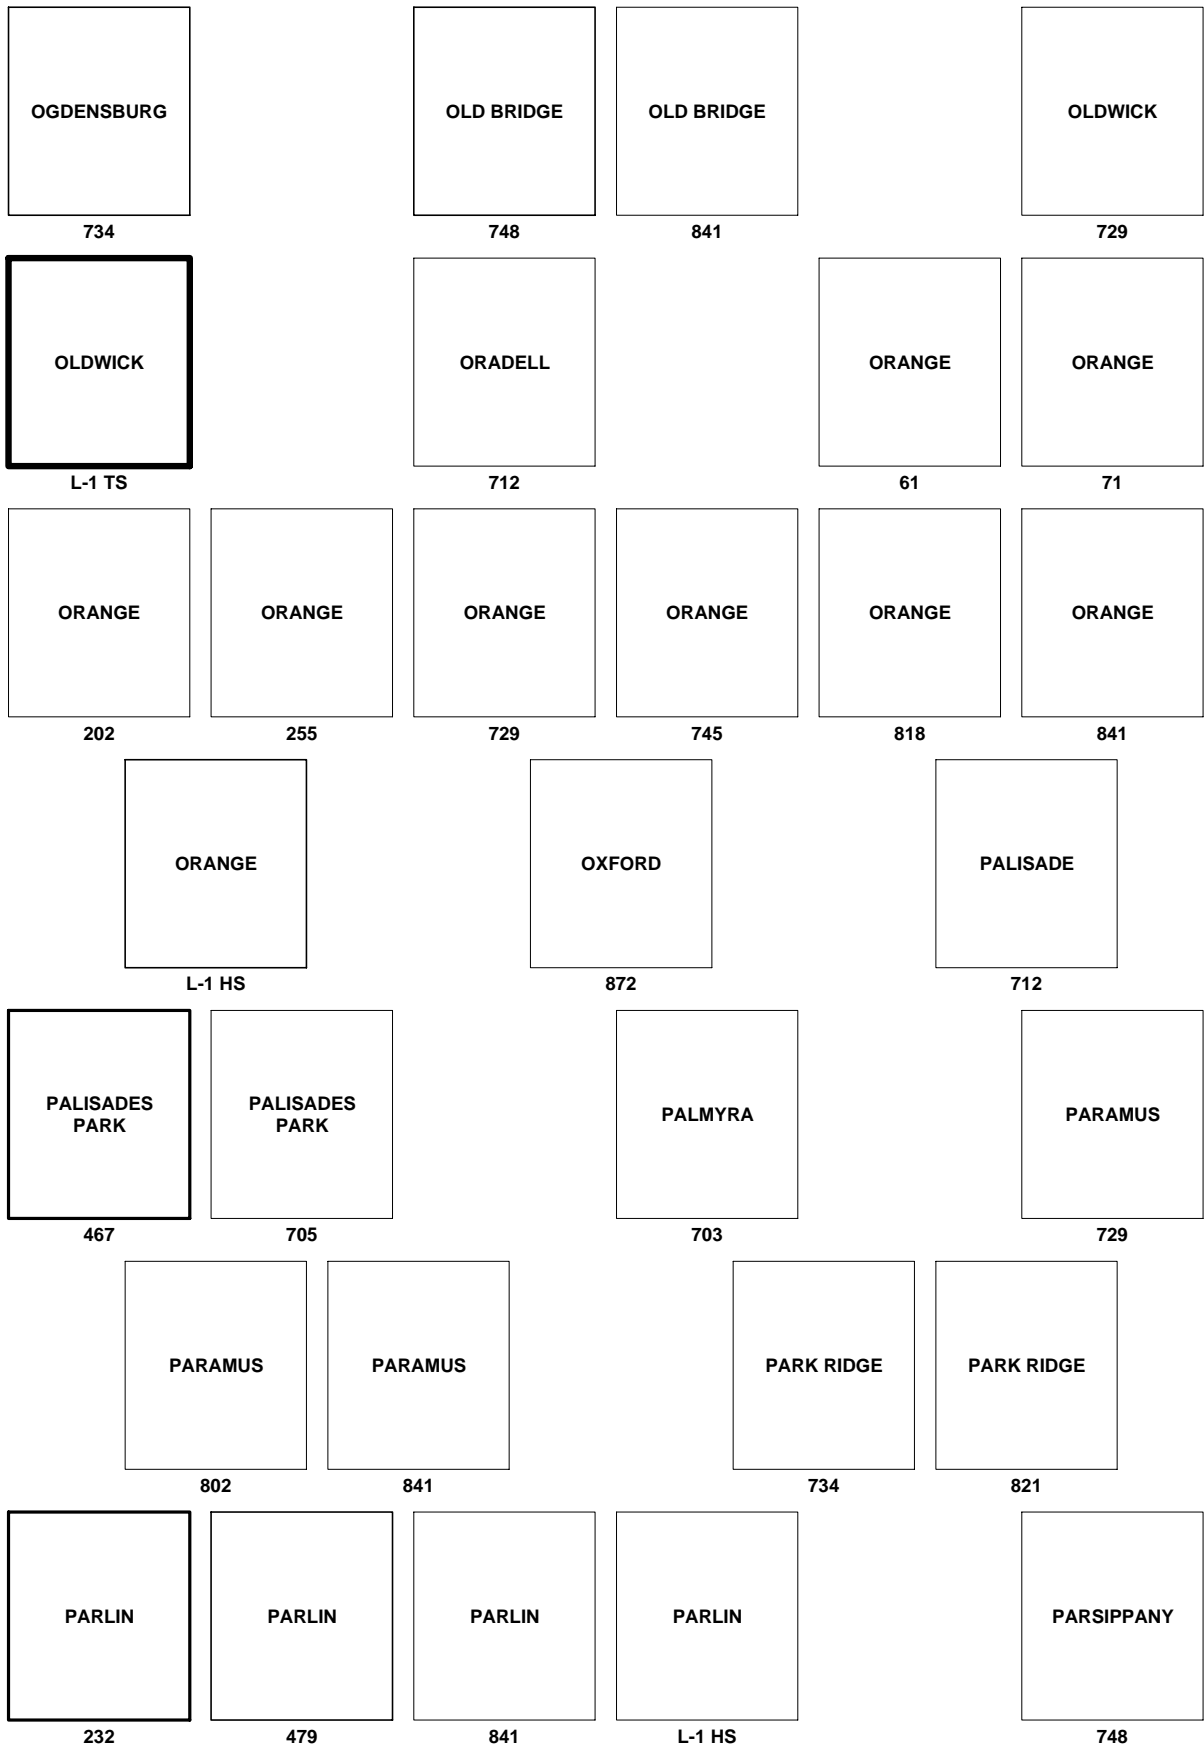 OGDENSBURG OLD BRIDGE OLD BRIDGE OLDWICK
734 748 841 729
OLDWICK ORADELL ORANGE ORANGE
L-1 TS 712 61 71
ORANGE ORANGE ORANGE ORANGE ORANGE ORANGE
202 255 729 745 818 841
ORANGE OXFORD PALISADE
L-1 HS 872 712
PALISADES PALISADES
PARK PARK
PALMYRA PARAMUS
467 705 703 729
PARAMUS PARAMUS PARK RIDGE PARK RIDGE
802 841 734 821
PARLIN PARLIN PARLIN PARLIN PARSIPPANY
232 479 841 L-1 HS 748